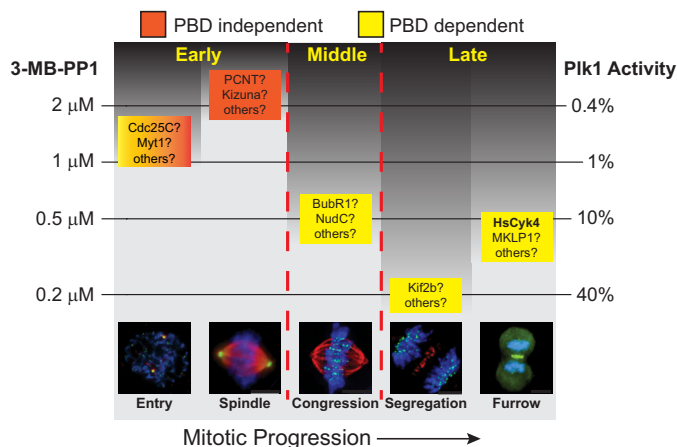 PBD independent
PBD dependent
3-MB-PP1
Early
Middle
Late
Plk1 Activity
2 μM
PCNT?
Kizuna?
others?
0.4%
Cdc25C?
Myt1?
others?
1 μM
1%
BubR1?
NudC?
others?
0.5 μM
HsCyk4
MKLP1?
others?
10%
Kif2b?
others?
0.2 μM
40%
Entry
Spindle
Congression
Segregation
Furrow
Mitotic Progression